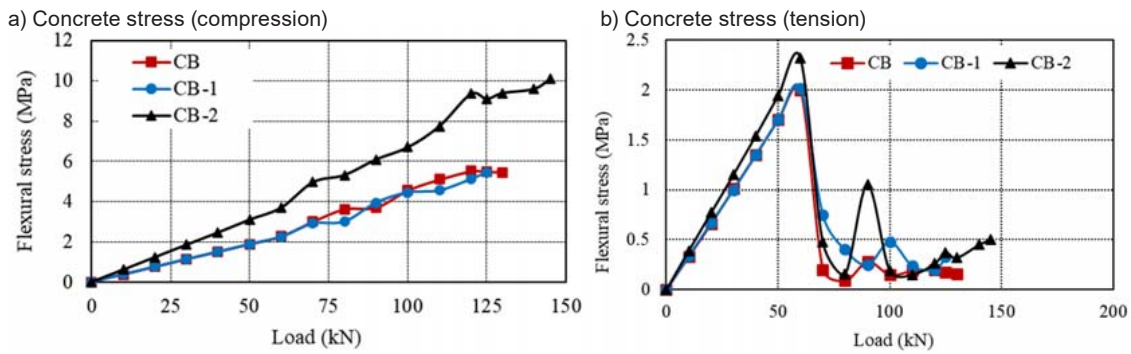 a) Concrete stress (compression)
12
10
8
6
4
2
0
Flexural stress (MPa)
CB
CB-1
CB-2
0 25 50 75 100 125 150
Load (kN)
b) Concrete stress (tension)
2.5
2
1.5
1
0.5
0
Flexural stress (MPa)
CB CB-1 CB-2
0 50 100 150 200
Load (kN)